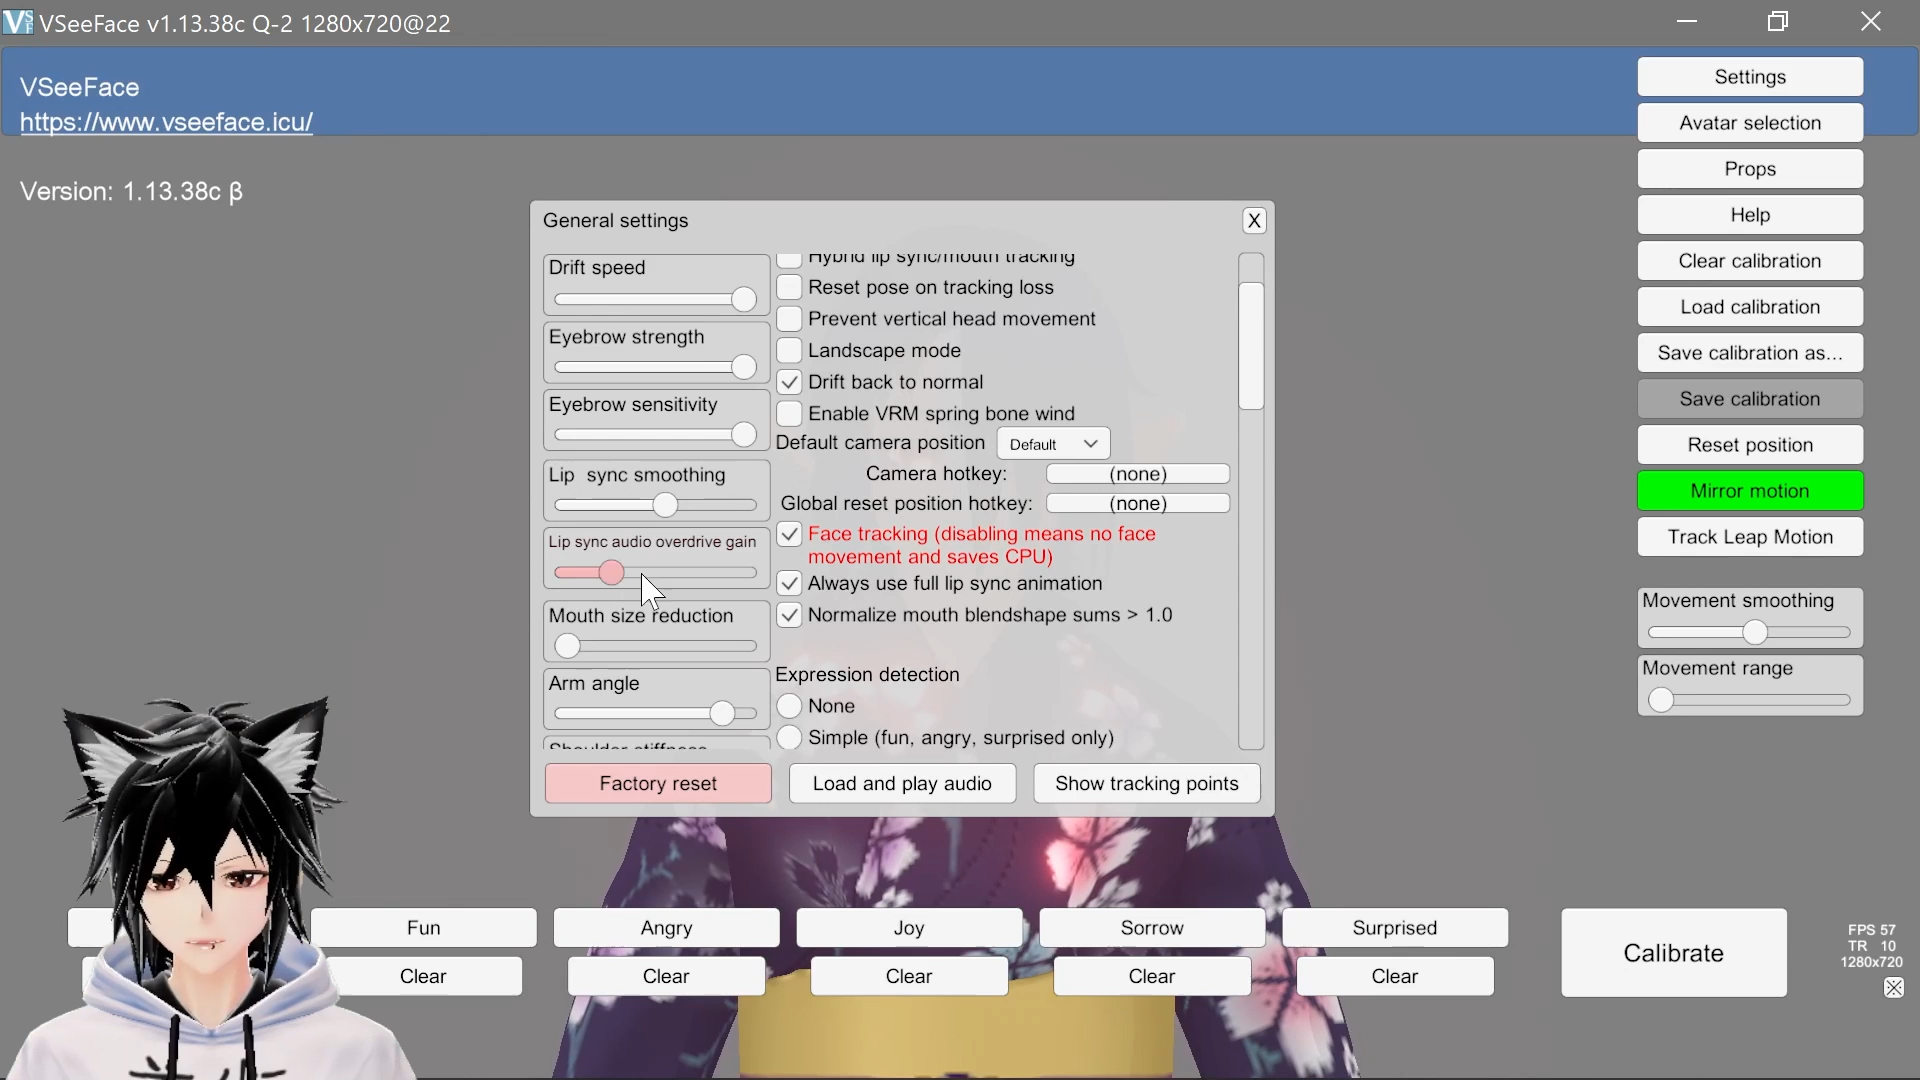 VSeeFace v1.13.38c Q-2 1280x720@22
VSeeFace
https://www.vseeface.icu/
Version: 1.13.38c β
Settings
Avatar selection
Props
Help
Clear calibration
Load calibration
Save calibration as...
Save calibration
Reset position
Mirror motion
Track Leap Motion
Movement smoothing
Movement range
General settings
X
Drift speed
Eyebrow strength
Eyebrow sensitivity
Lip sync smoothing
Lip sync audio overdrive gain
Mouth size reduction
Arm angle
Shoulder stiffness
Hybrid lip sync/mouth tracking
Reset pose on tracking loss
Prevent vertical head movement
Landscape mode
Drift back to normal
Enable VRM spring bone wind
Default camera position Default
Camera hotkey: (none)
Global reset position hotkey: (none)
Face tracking (disabling means no face
movement and saves CPU)
Always use full lip sync animation
Normalize mouth blendshape sums > 1.0
Expression detection
None
Simple (fun, angry, surprised only)
Factory reset
Load and play audio
Show tracking points
Fun
Angry
Joy
Sorrow
Surprised
Clear
Clear
Clear
Clear
Clear
Calibrate
FPS 57
TR 10
1280x720